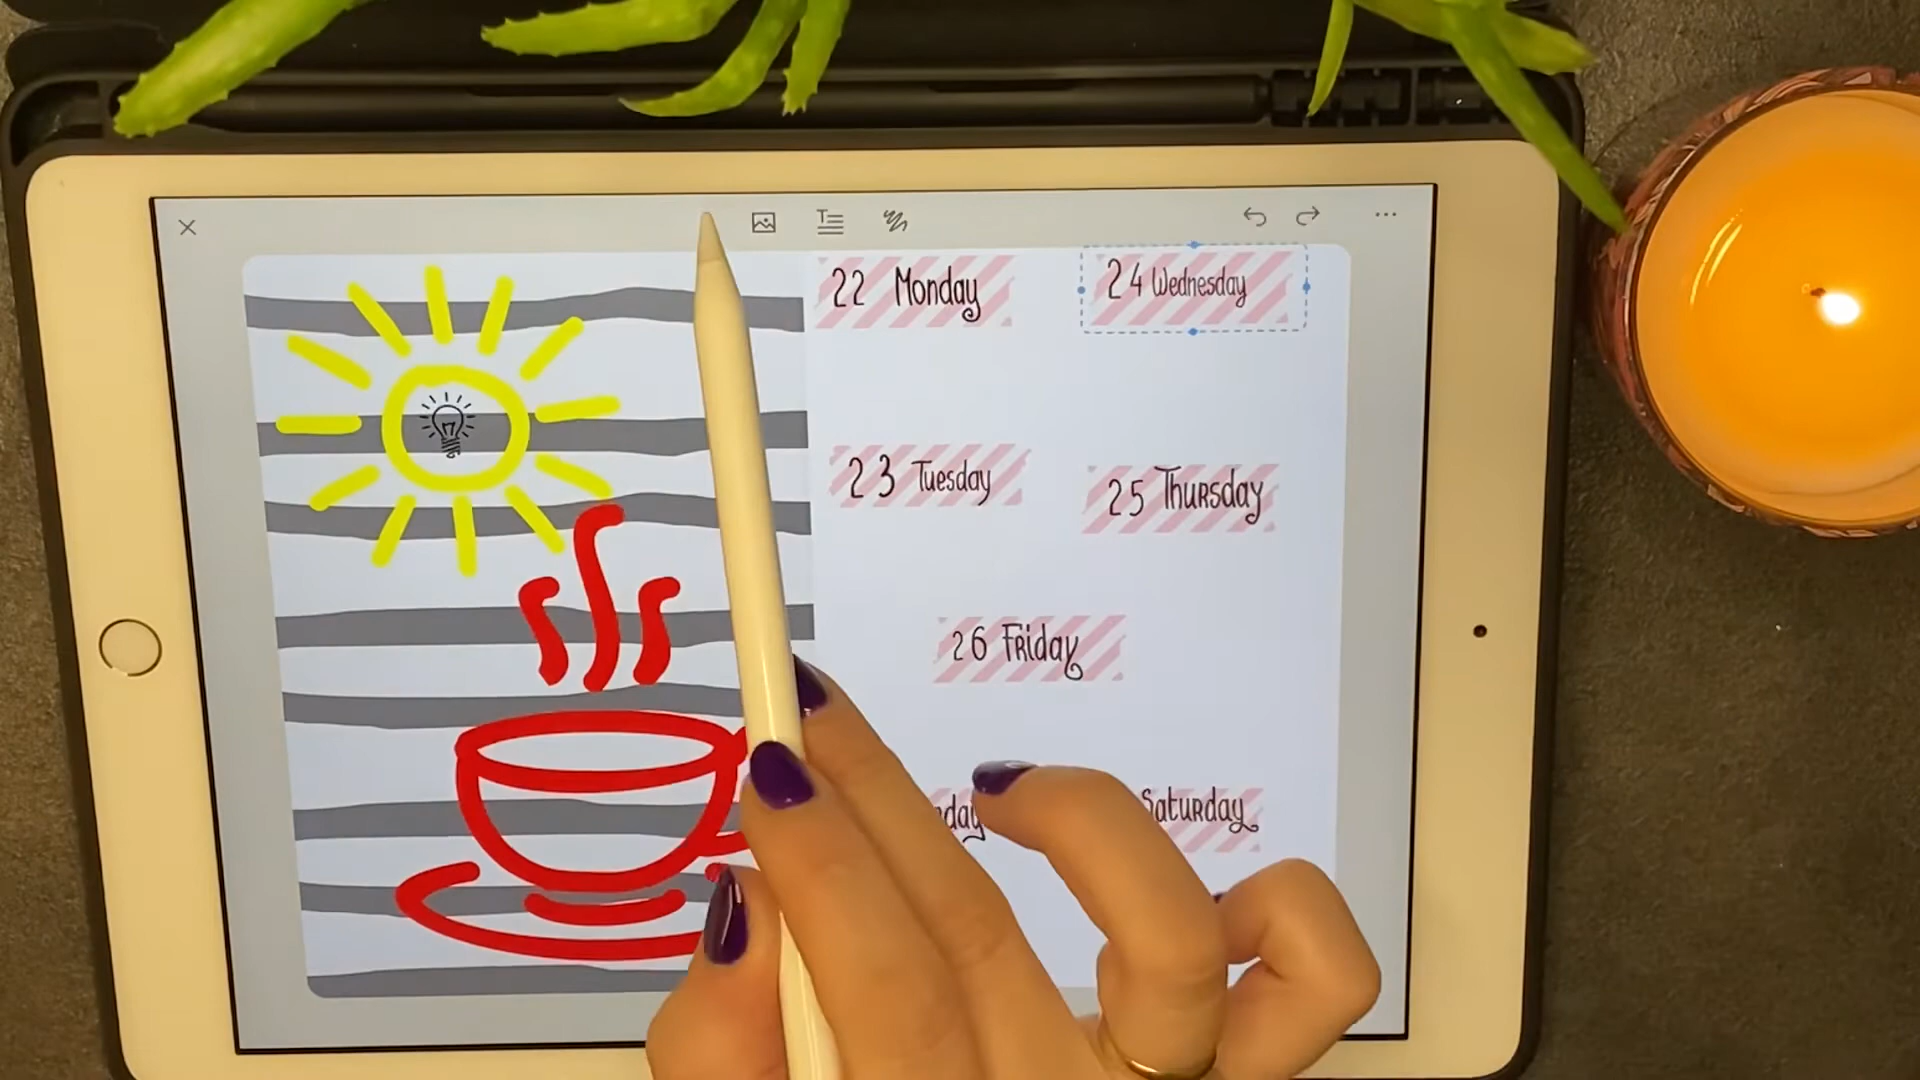 22 Monday
24 Wednesday
23 Tuesday
25 Thursday
26 Friday
Saturday